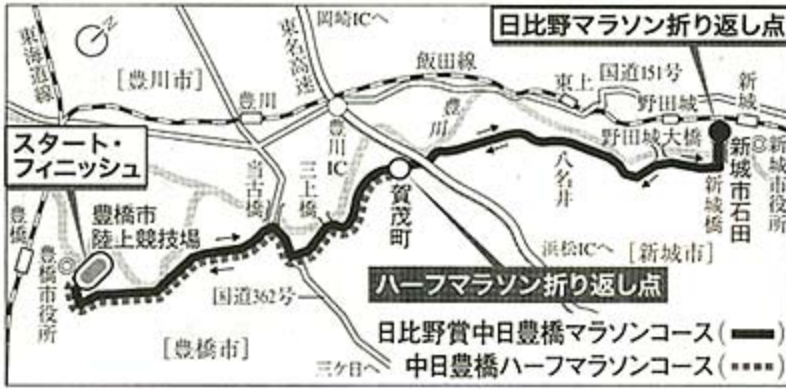 日比野マラソン折り返し点
岡崎ICへ
東名高速
東海道線
N
[豊川市]
飯田線
東上
国道151号
新城
野田城
豊川
豊川
豊川IC
野田城大橋
新城市役所
新城市石田
新城橋
スタート・
フィニッシュ
当古橋
三上橋
賀茂町
八名井
豊橋
豊橋市
陸上競技場
豊橋市役所
浜松ICへ
[新城市]
国道362号
ハーフマラソン折り返し点
[豊橋市]
三ケ日へ
日比野賞中日豊橋マラソンコース( )
中日豊橋ハーフマラソンコース( )